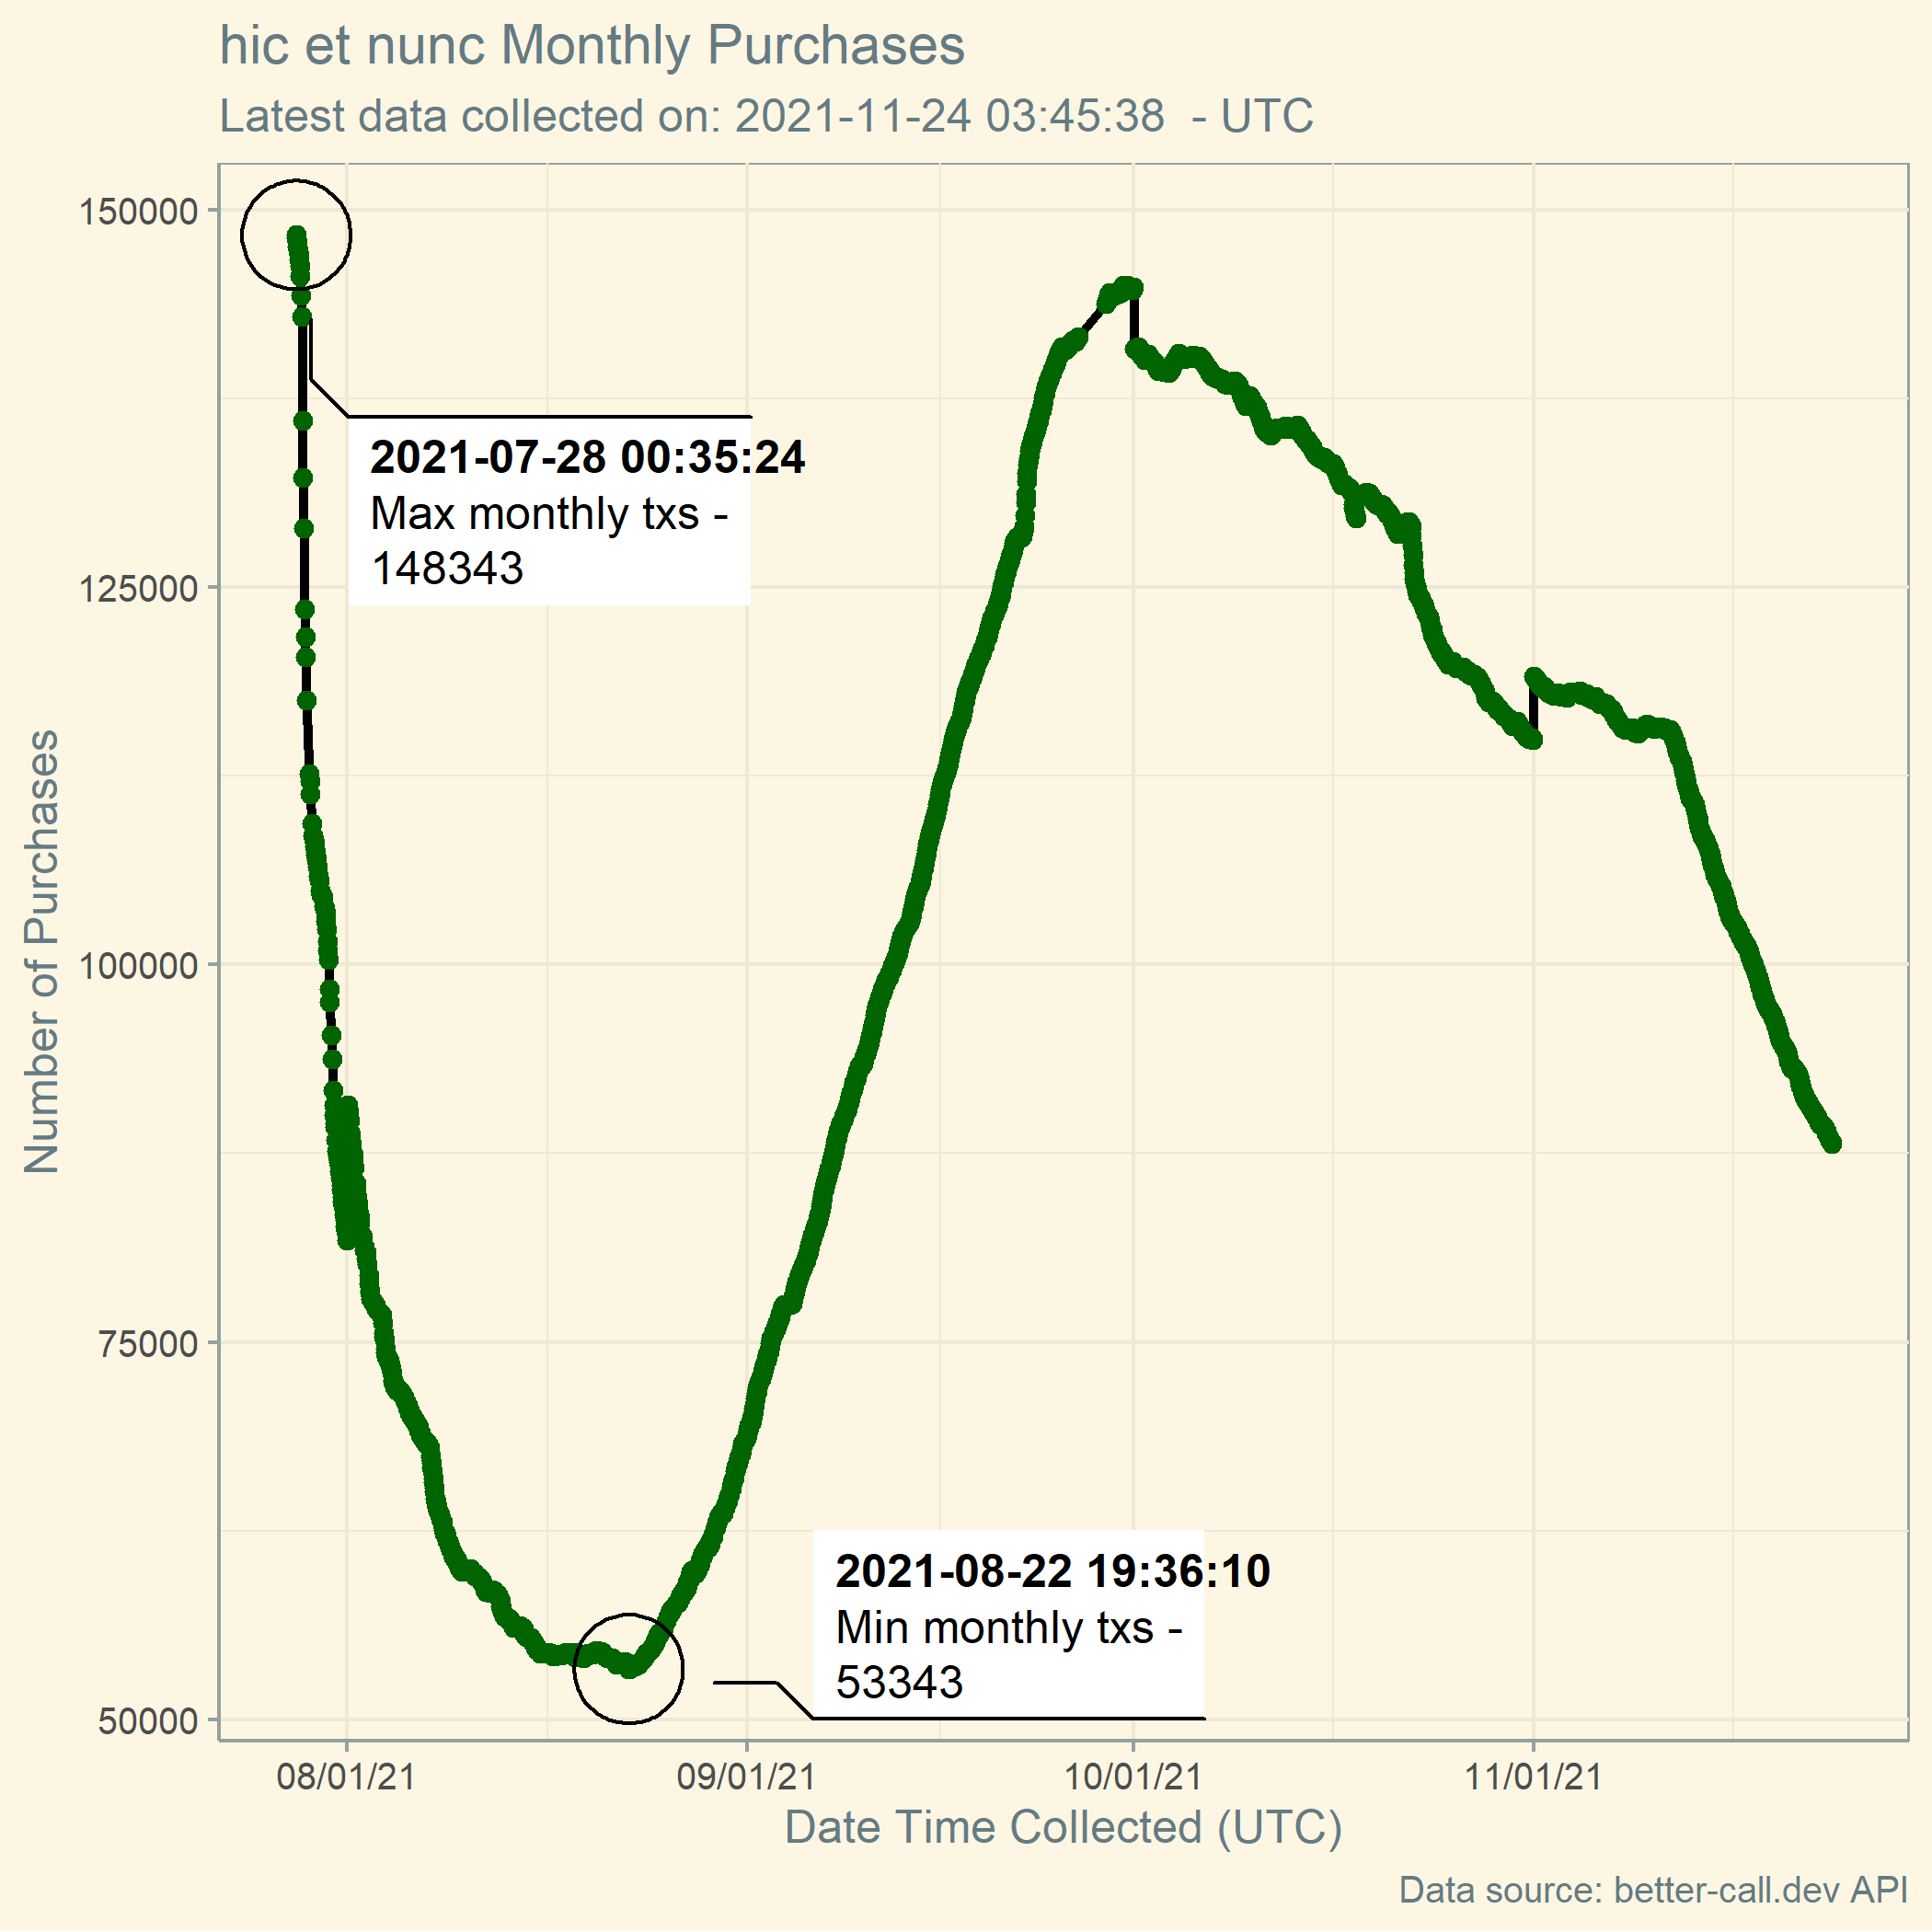 hic et nunc Monthly Purchases
Latest data collected on: 2021-11-24 03:45:38  - UTC
Number of Purchases
150000
125000
100000
75000
50000
2021-07-28 00:35:24
Max monthly txs -
148343
2021-08-22 19:36:10
Min monthly txs -
53343
08/01/21
09/01/21
10/01/21
11/01/21
Date Time Collected (UTC)
Data source: better-call.dev API